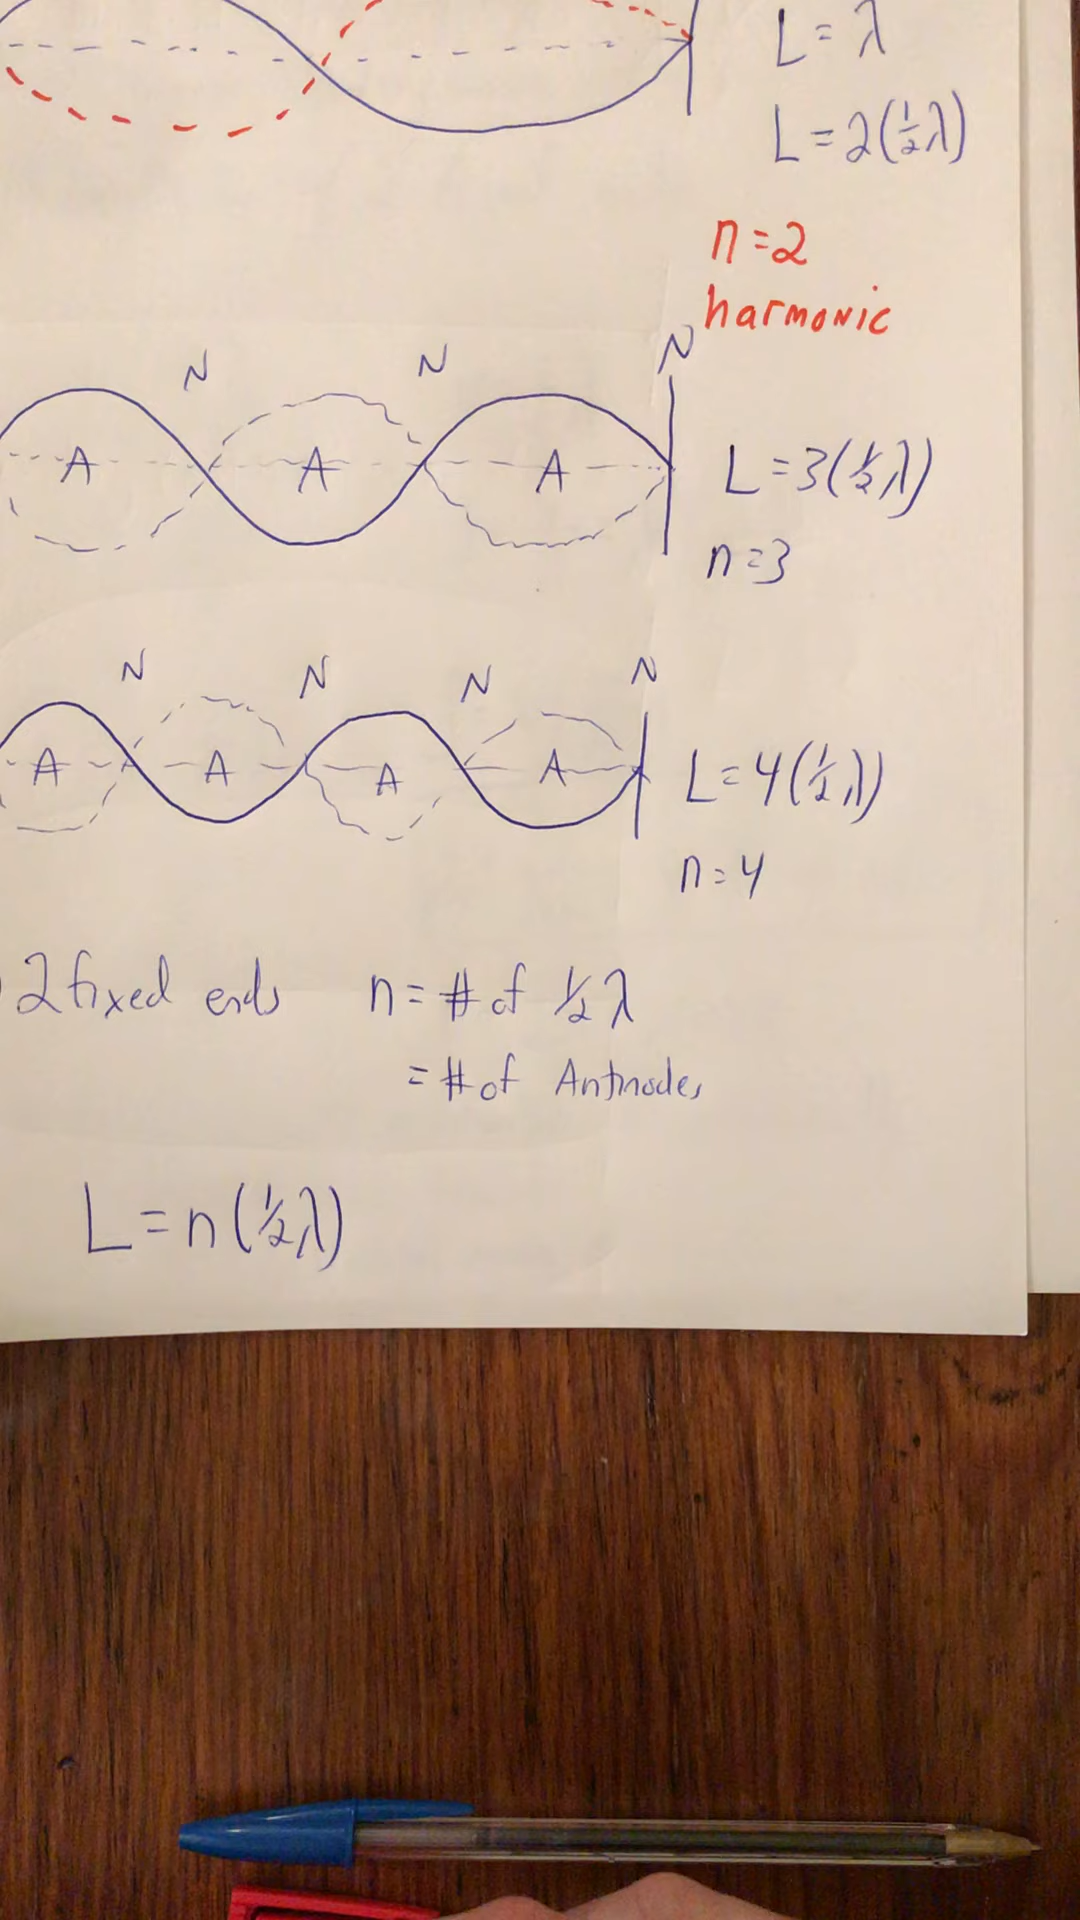 L = λ
L = 2(½λ)
n = 2
harmonic
N N N
A A A L = 3(½λ)
n = 3
N N N N
A A A A L = 4(½λ)
n = 4
2 fixed ends n = # of ½λ
= # of Antinodes
L = n(½λ)